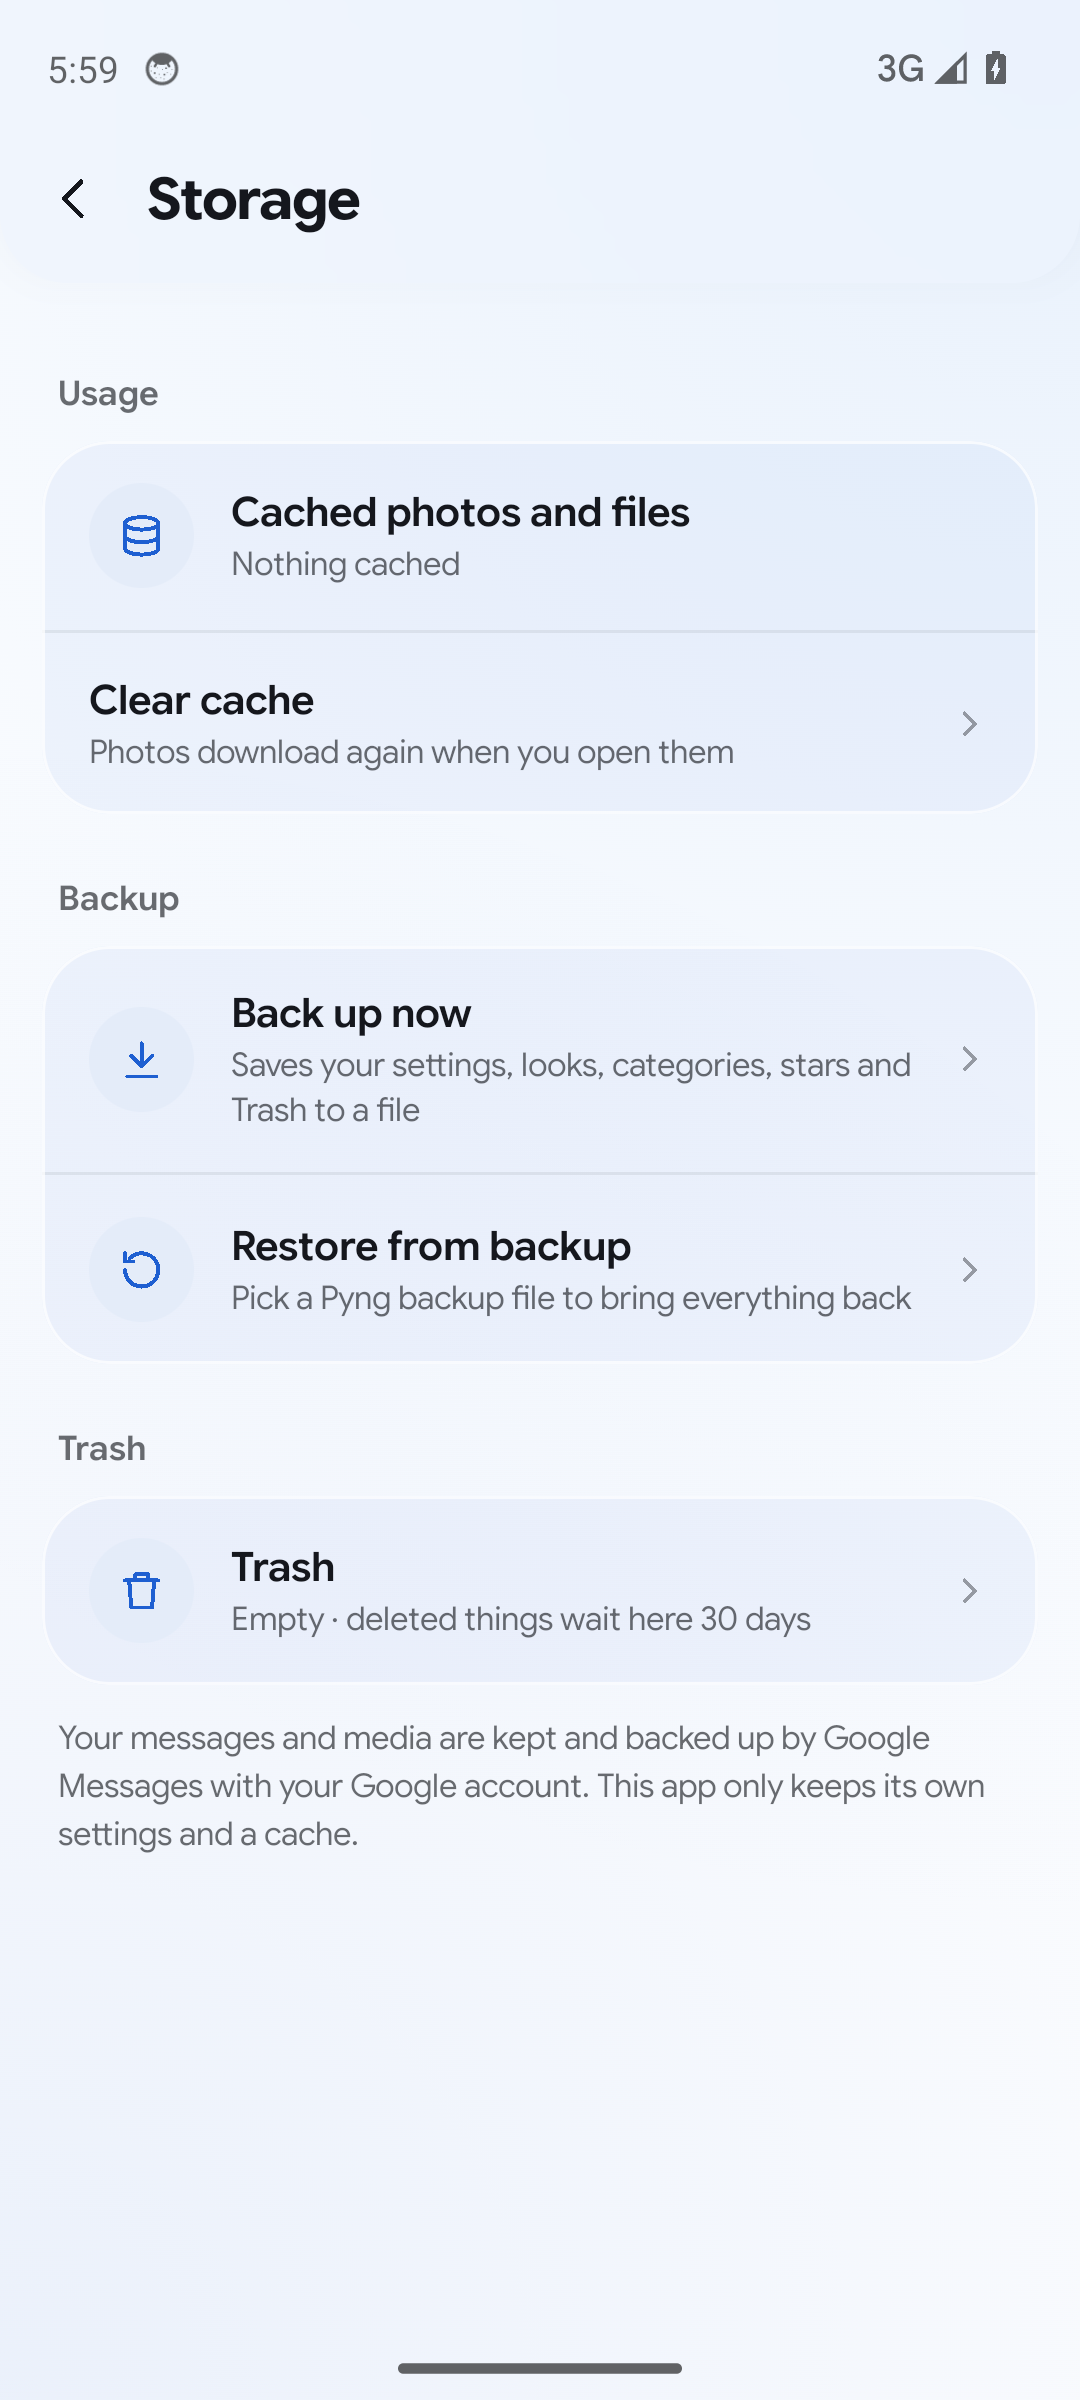 5:59
3G
Storage
Usage
Cached photos and files
Nothing cached
Clear cache
Photos download again when you open them
Backup
Back up now
Saves your settings, looks, categories, stars and
Trash to a file
Restore from backup
Pick a Pyng backup file to bring everything back
Trash
Trash
Empty · deleted things wait here 30 days
Your messages and media are kept and backed up by Google
Messages with your Google account. This app only keeps its own
settings and a cache.